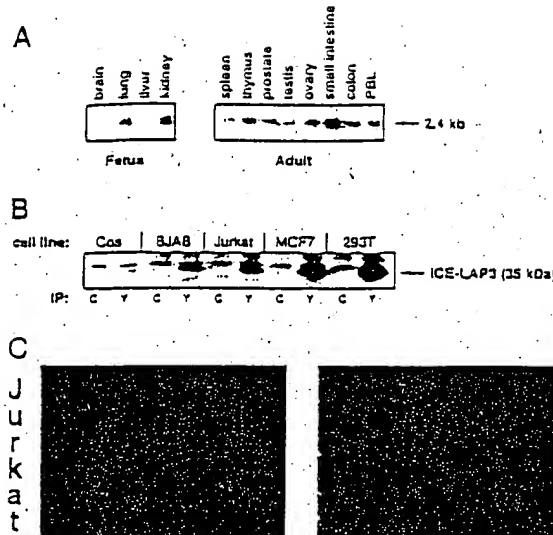 A
brain
lung
liver
kidney
spleen
thymus
prostate
testis
ovary
small intestine
colon
PBL
2.4 kb
Fetus
Adult
B
cell line: Cos BJAB Jurkat MCF7 293T
ICE-LAP3 (35 kDa)
IP: C Y C Y C Y C Y C Y
C
Jurkat